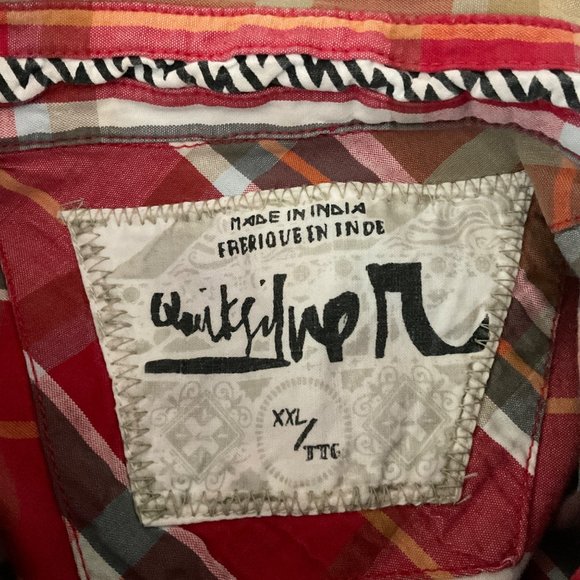 MADE IN INDIA
FABRIQUE EN INDE
Quiksilver
XXL
/TTG